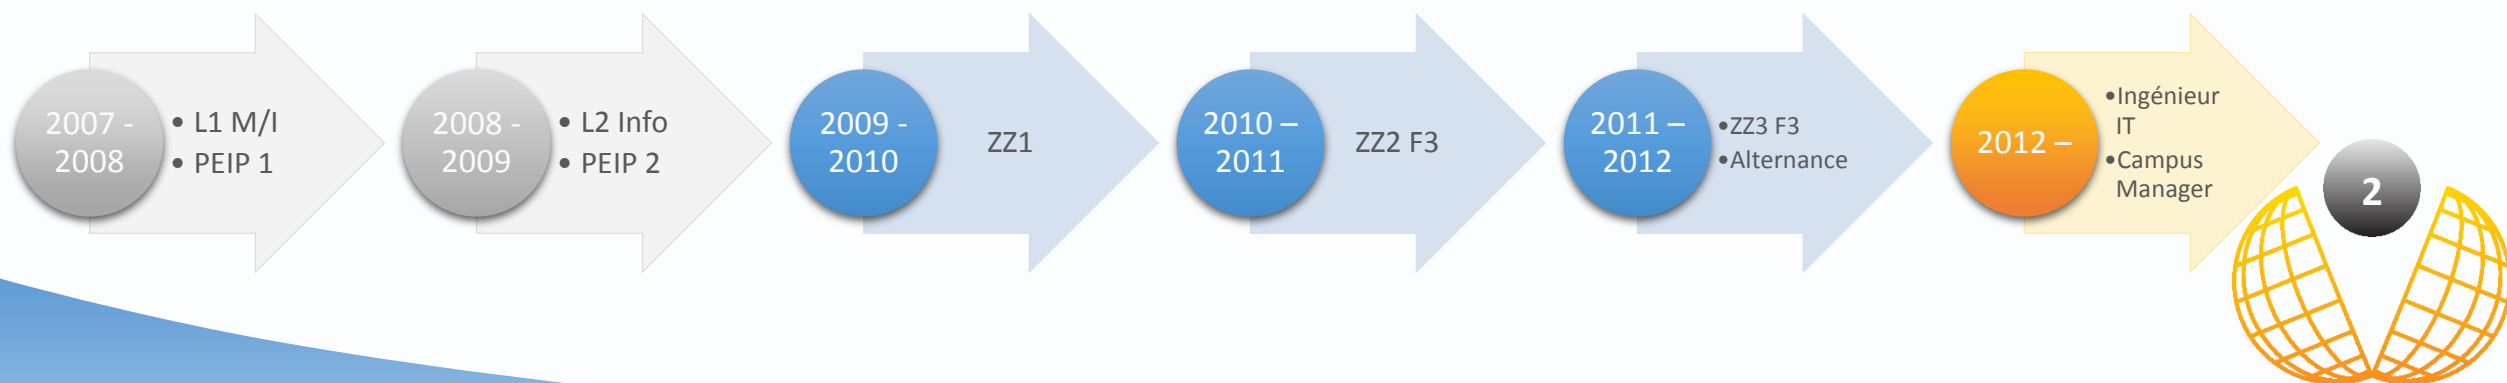 2007 -
2008
• L1 M/I
• PEIP 1
2008 -
2009
• L2 Info
• PEIP 2
2009 -
2010
ZZ1
2010 –
2011
ZZ2 F3
2011 –
2012
•ZZ3 F3
•Alternance
2012 –
•Ingénieur
IT
•Campus
Manager
2